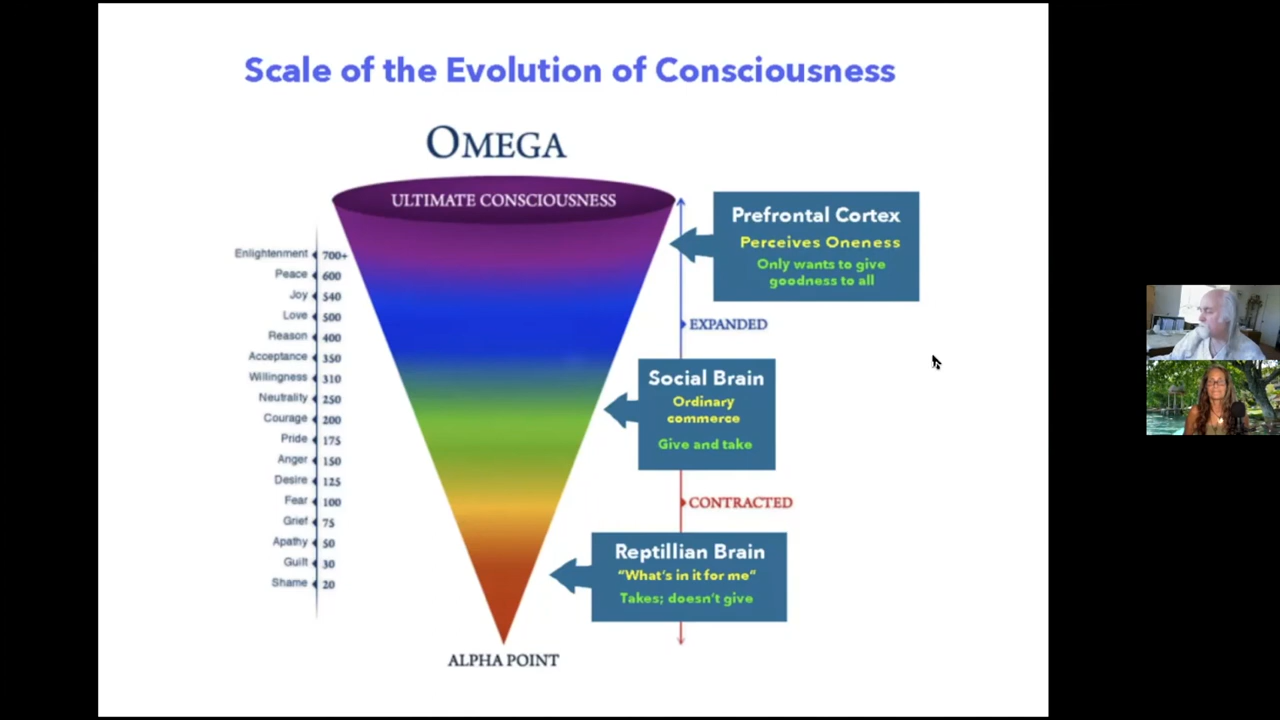 Scale of the Evolution of Consciousness
OMEGA
ULTIMATE CONSCIOUSNESS
Enlightenment 700+
Peace 600
Joy 540
Love 500
Reason 400
Acceptance 350
Willingness 310
Neutrality 250
Courage 200
Pride 175
Anger 150
Desire 125
Fear 100
Grief 75
Apathy 50
Guilt 30
Shame 20
Prefrontal Cortex
Perceives Oneness
Only wants to give
goodness to all
EXPANDED
Social Brain
Ordinary
commerce
Give and take
CONTRACTED
Reptillian Brain
“What’s in it for me”
Takes; doesn’t give
ALPHA POINT